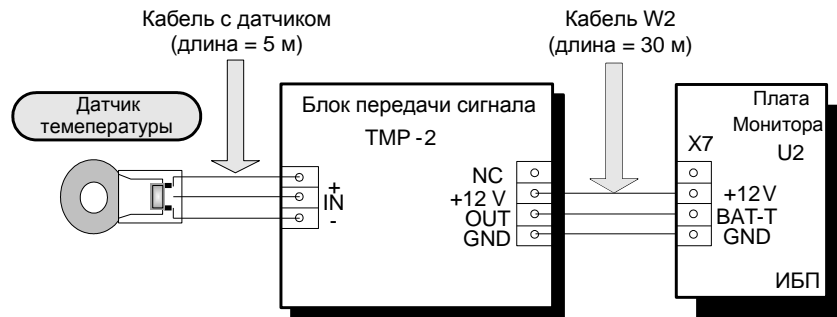 Кабель с датчиком
(длина = 5 м)
Кабель W2
(длина = 30 м)
Датчик
темепературы
Блок передачи сигнала
TMP -2
+
IN
-
NC
+12 V
OUT
GND
Плата
Монитора
U2
X7
+12V
BAT-T
GND
ИБП